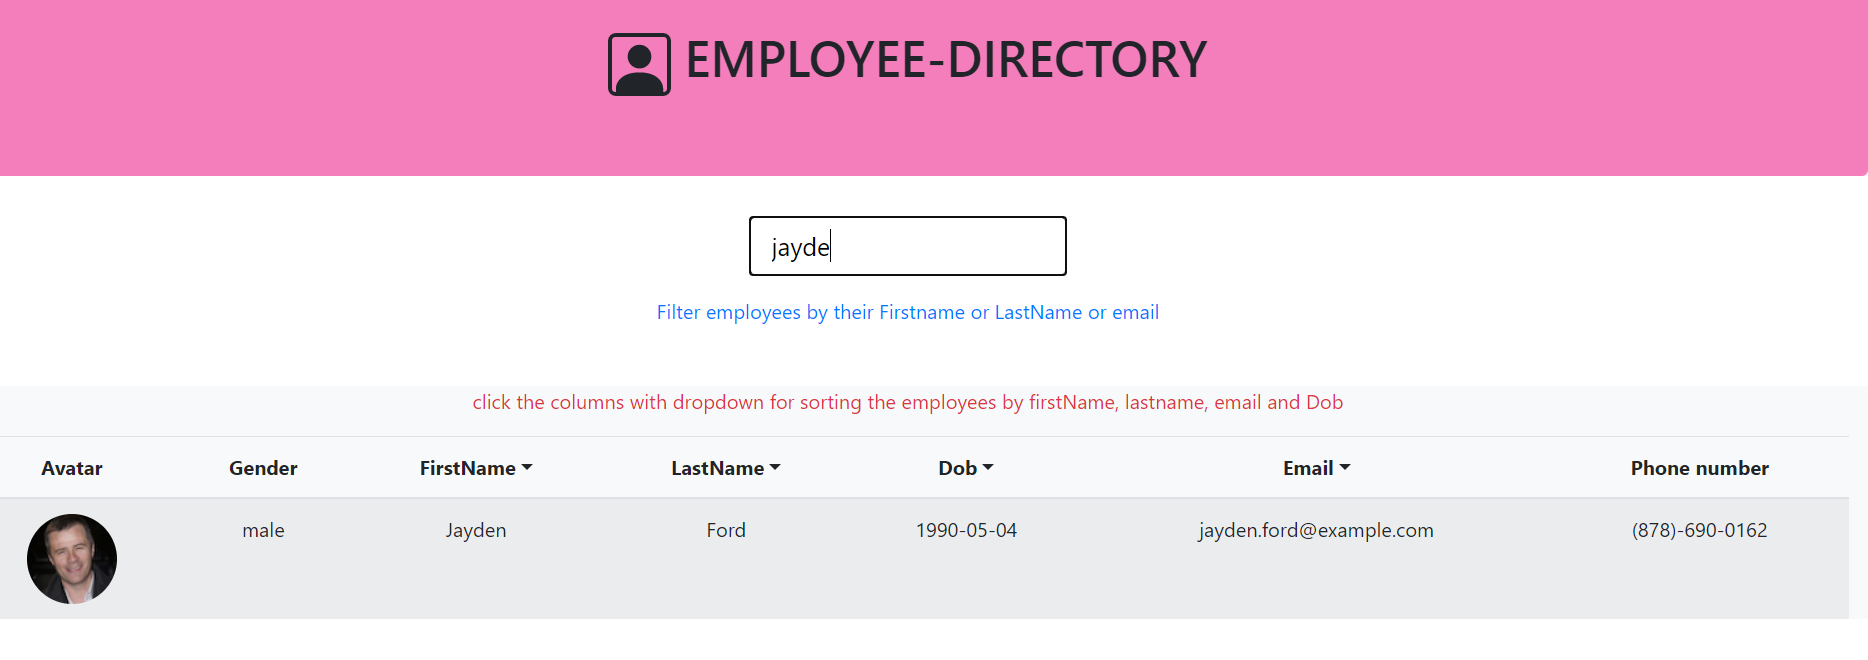 EMPLOYEE-DIRECTORY
jayde
Filter employees by their Firstname or LastName or email
click the columns with dropdown for sorting the employees by firstName, lastname, email and Dob
Avatar Gender FirstName LastName Dob Email Phone number
male Jayden Ford 1990-05-04 jayden.ford@example.com (878)-690-0162